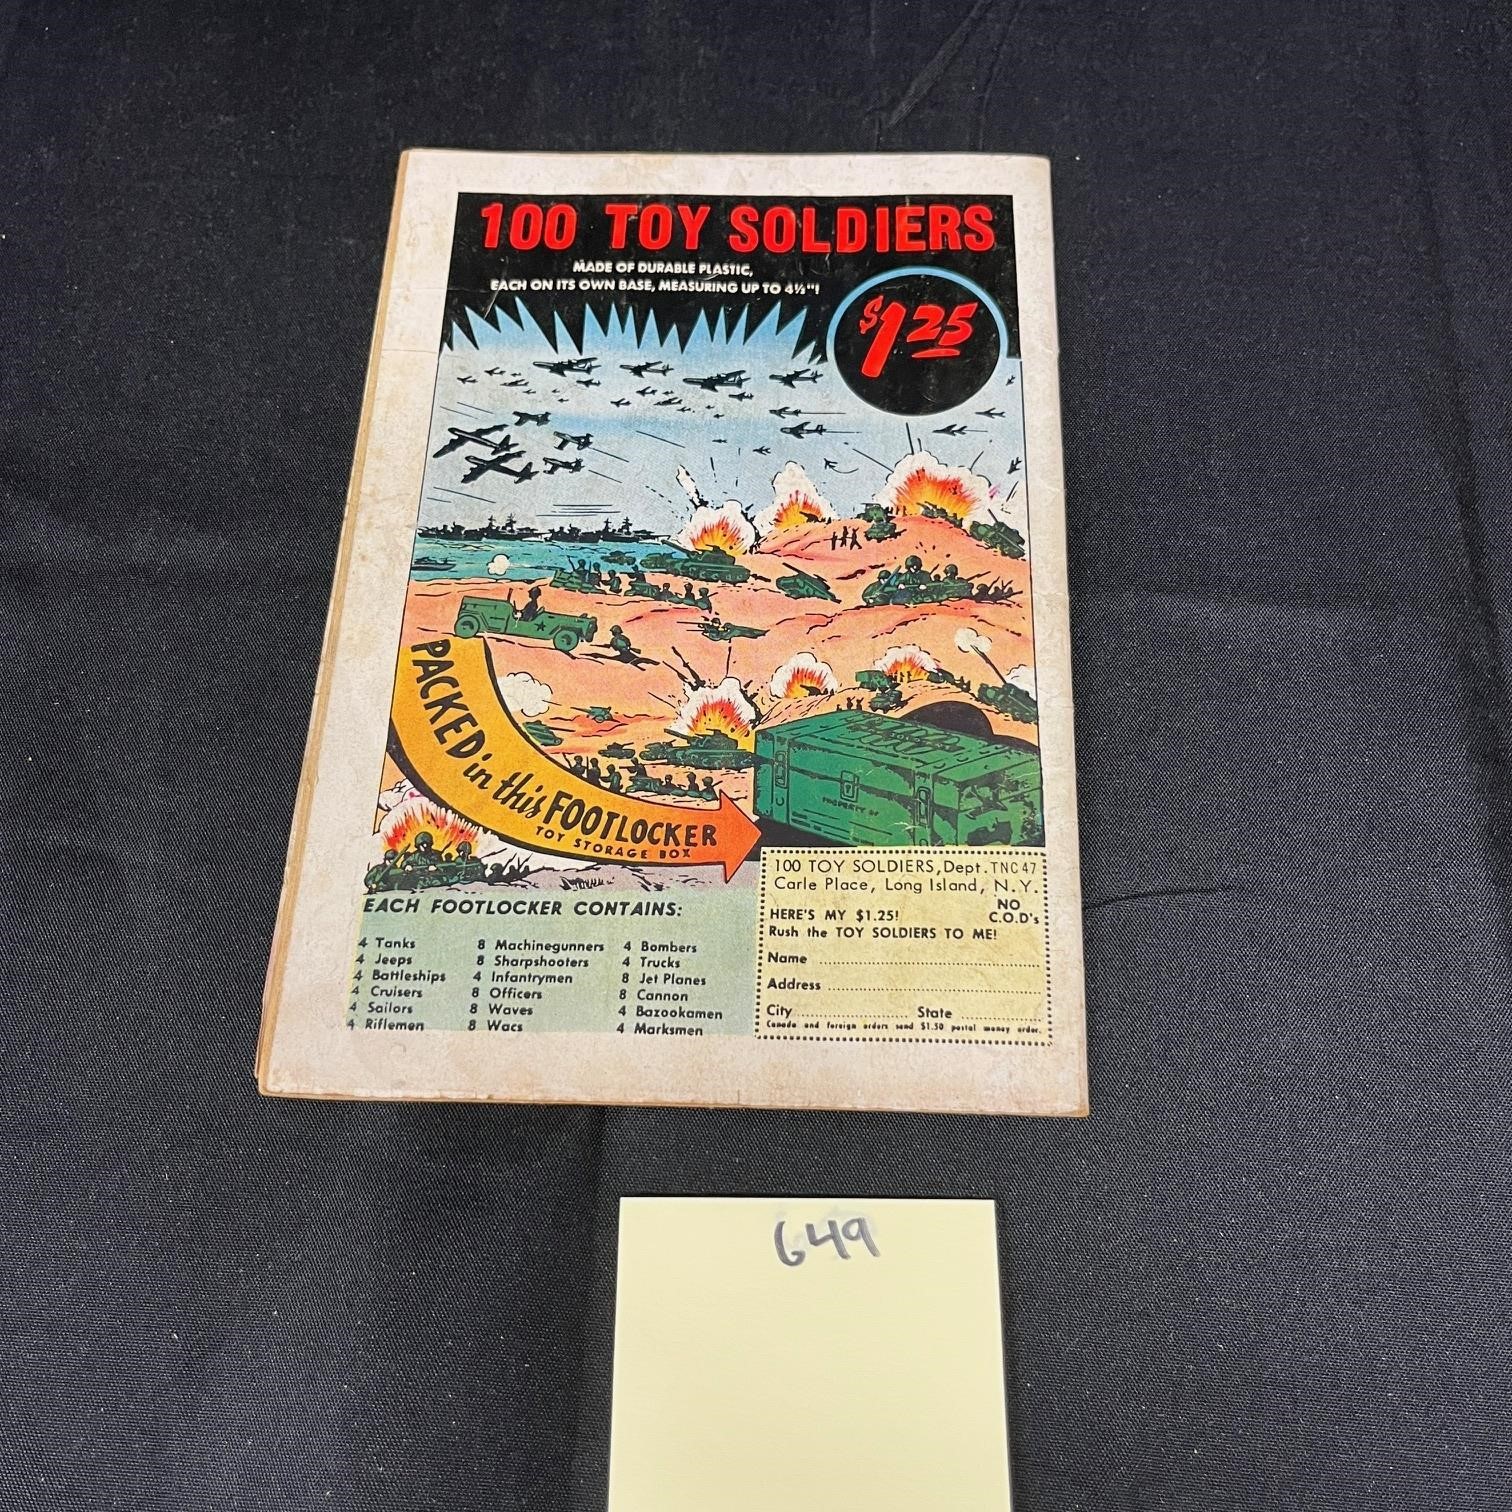 100 TOY SOLDIERS
MADE OF DURABLE PLASTIC,
EACH ON ITS OWN BASE, MEASURING UP TO 4½"!
$1.25
PACKED in this FOOTLOCKER
TOY STORAGE BOX
PROPERTY OF
EACH FOOTLOCKER CONTAINS:
4 Tanks
4 Jeeps
4 Battleships
4 Cruisers
4 Sailors
4 Riflemen
8 Machinegunners
8 Sharpshooters
4 Infantrymen
8 Officers
8 Waves
8 Wacs
4 Bombers
4 Trucks
8 Jet Planes
8 Cannon
4 Bazookamen
4 Marksmen
100 TOY SOLDIERS, Dept. TNC47
Carle Place, Long Island, N.Y.
HERE'S MY $1.25!
NO
C.O.D's
Rush the TOY SOLDIERS TO ME!
Name
Address
City State
Canada and foreign orders send $1.50 postal money order.
649